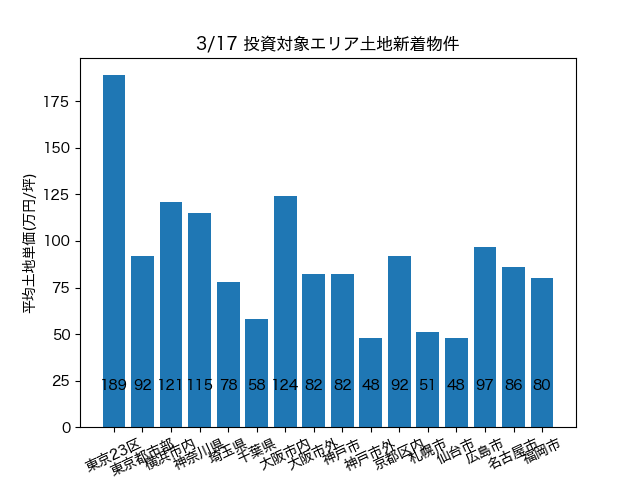 3/17 投資対象エリア土地新着物件
平均土地単価(万円/坪)
175
150
125
100
75
50
25
0
189 92 121 115 78 58 124 82 82 48 92 51 48 97 86 80
東京23区
東京都市部
横浜市内
神奈川県
埼玉県
千葉県
大阪市内
大阪市外
神戸市
神戸市外
京都区内
札幌市
仙台市
広島市
名古屋市
福岡市